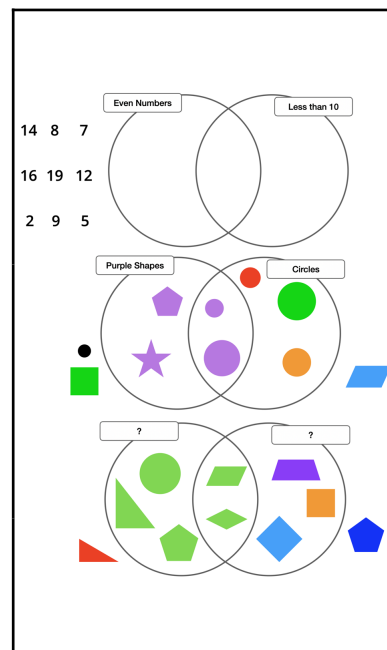 Even Numbers
Less than 10
14 8 7
16 19 12
2 9 5
Purple Shapes
Circles
?
?